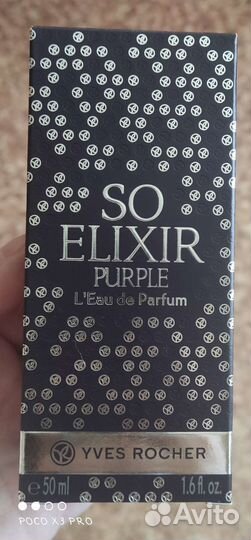 SO
ELIXIR
PURPLE
L'Eau de Parfum
YVES ROCHER
e 50 ml 1.6 fl. oz.
POCO X3 PRO
Avito